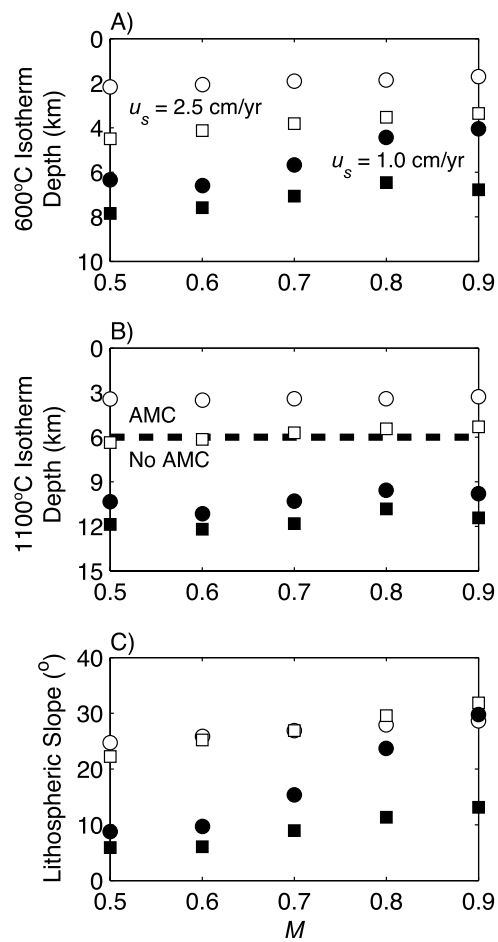 A)
0
2
4
6
8
10
600°C Isotherm
Depth (km)
u_s = 2.5 cm/yr
u_s = 1.0 cm/yr
0.5 0.6 0.7 0.8 0.9
B)
0
3
6
9
12
15
1100°C Isotherm
Depth (km)
AMC
No AMC
0.5 0.6 0.7 0.8 0.9
C)
40
30
20
10
0
Lithospheric Slope (°)
0.5 0.6 0.7 0.8 0.9
M